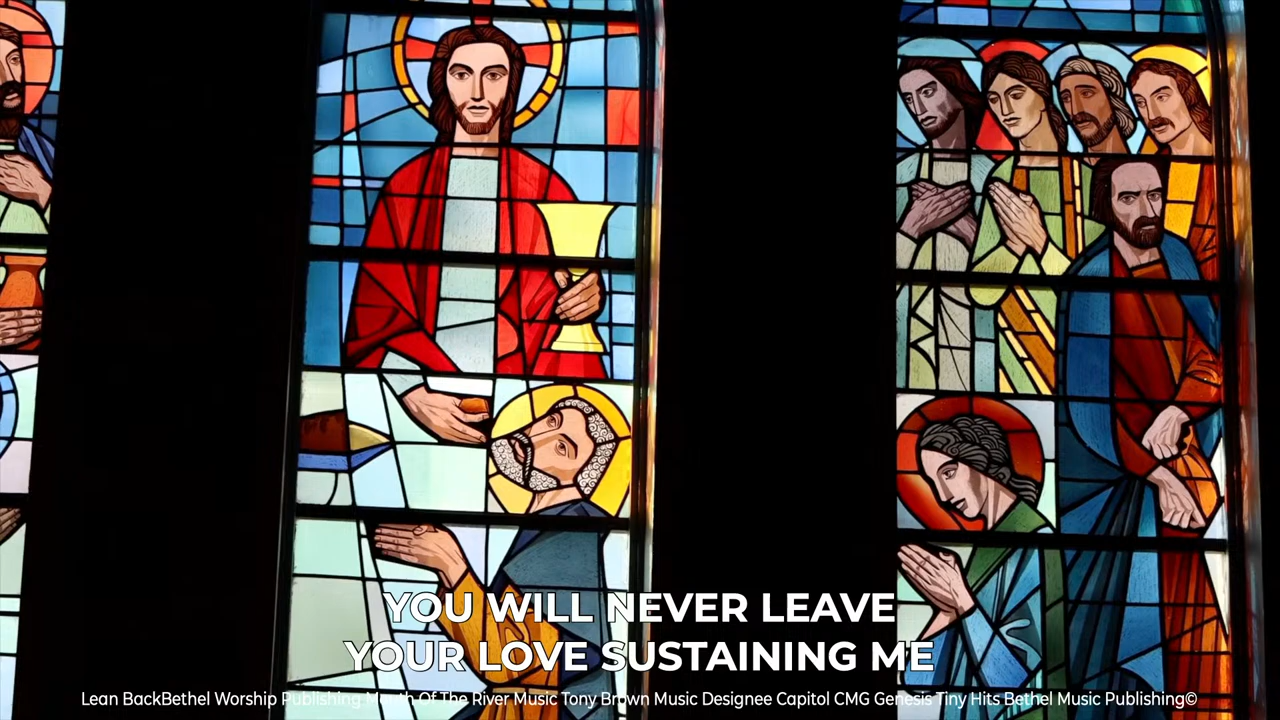 YOU WILL NEVER LEAVE
YOUR LOVE SUSTAINING ME
Lean BackBethel Worship Publishing Mouth Of The River Music Tony Brown Music Designee Capitol CMG Genesis Tiny Hits Bethel Music Publishing©